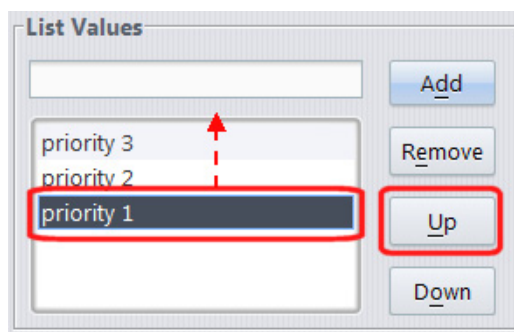 List Values
Add
priority 3
Remove
priority 2
priority 1
Up
Down